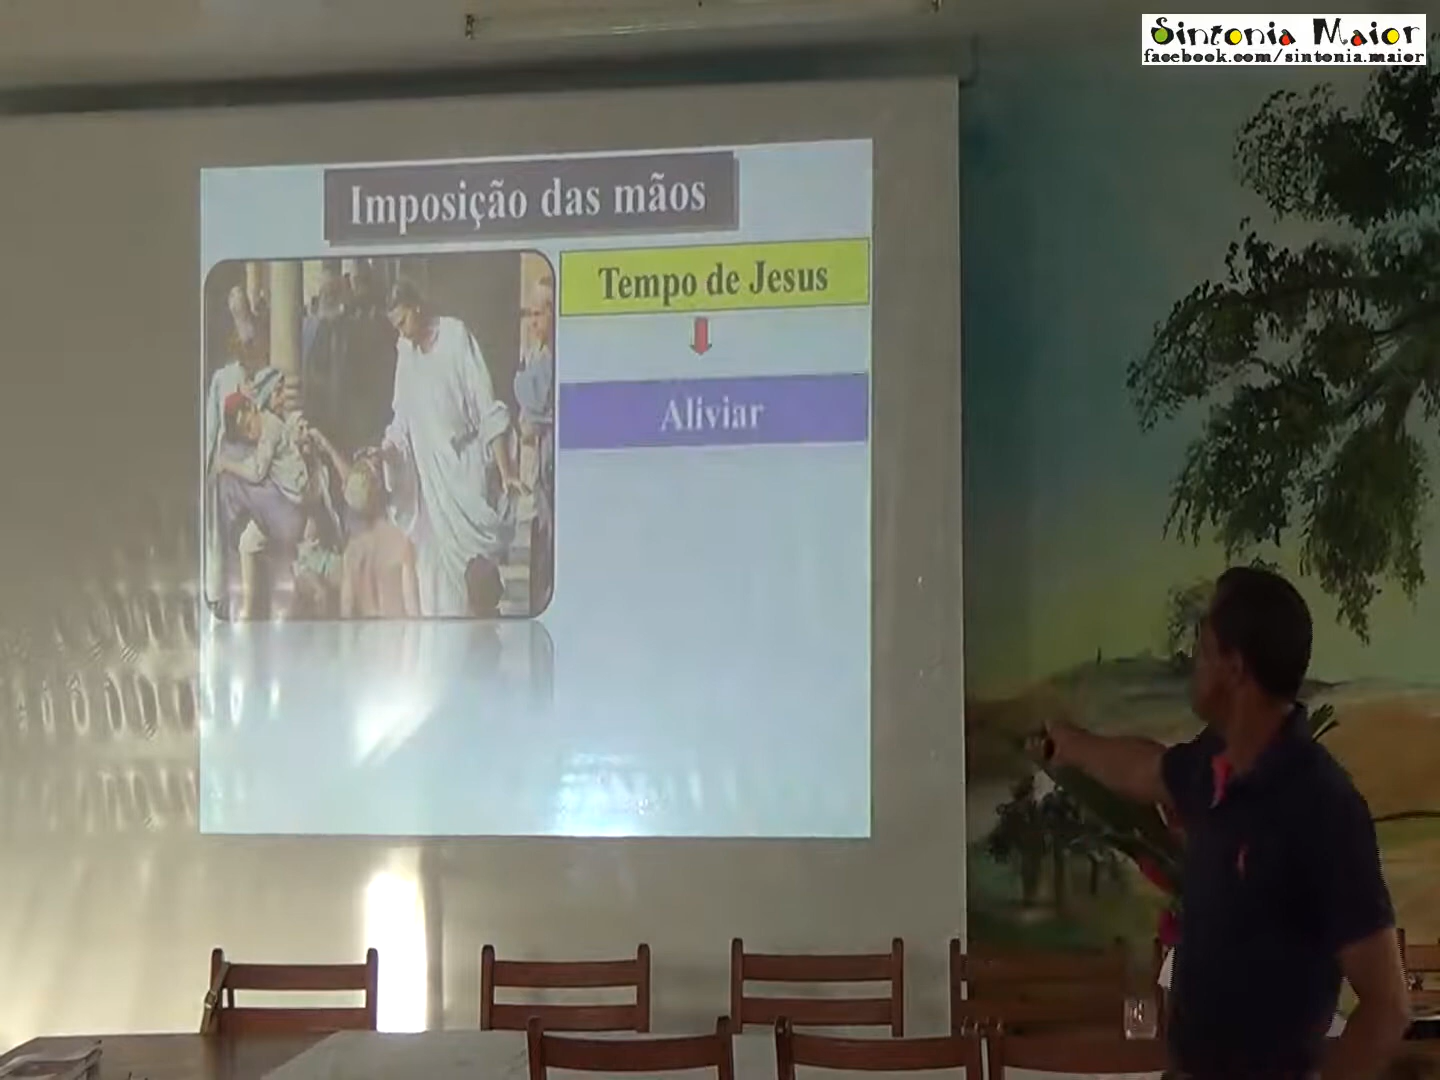 Sintonia Maior
facebook.com/sintonia.maior
Imposição das mãos
Tempo de Jesus
Aliviar